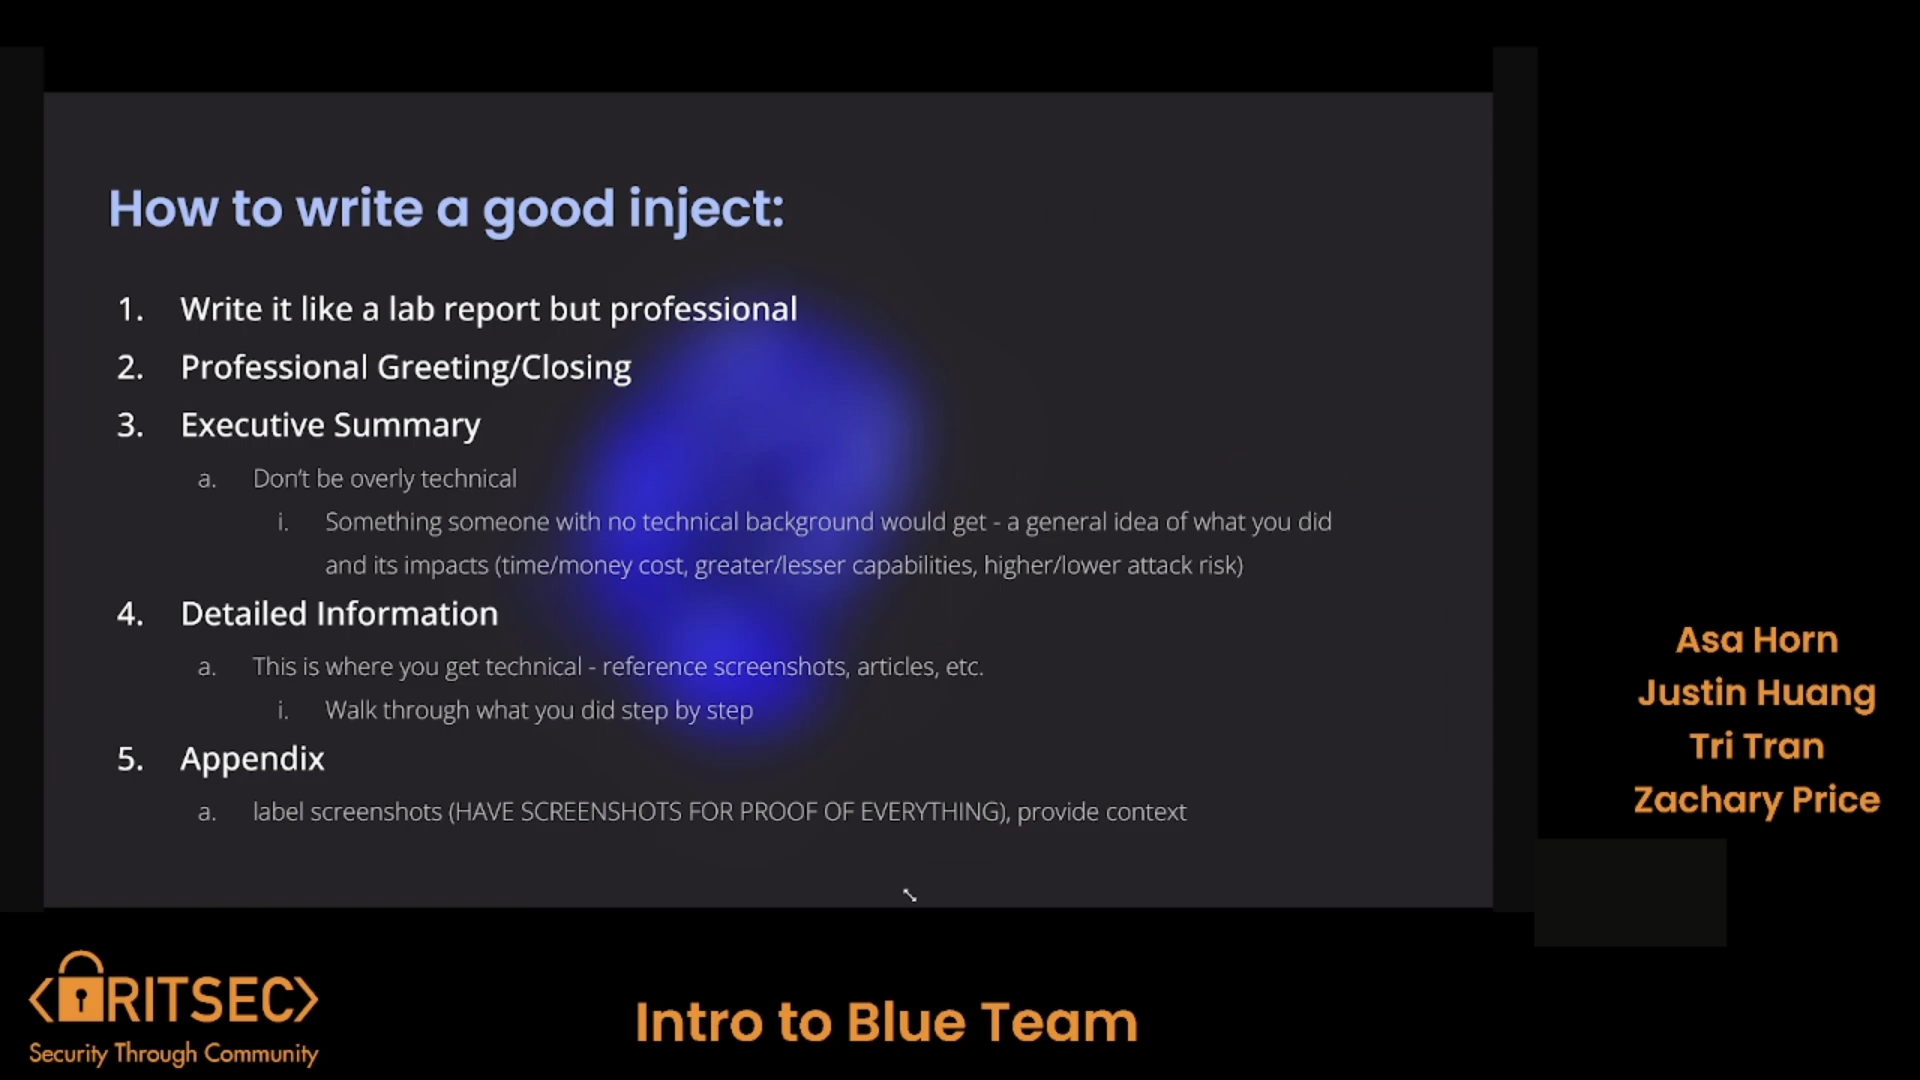 How to write a good inject:
1. Write it like a lab report but professional
2. Professional Greeting/Closing
3. Executive Summary
a. Don't be overly technical
i. Something someone with no technical background would get - a general idea of what you did
and its impacts (time/money cost, greater/lesser capabilities, higher/lower attack risk)
4. Detailed Information
a. This is where you get technical - reference screenshots, articles, etc.
i. Walk through what you did step by step
5. Appendix
a. label screenshots (HAVE SCREENSHOTS FOR PROOF OF EVERYTHING), provide context
Asa Horn
Justin Huang
Tri Tran
Zachary Price
<RITSEC>
Security Through Community
Intro to Blue Team